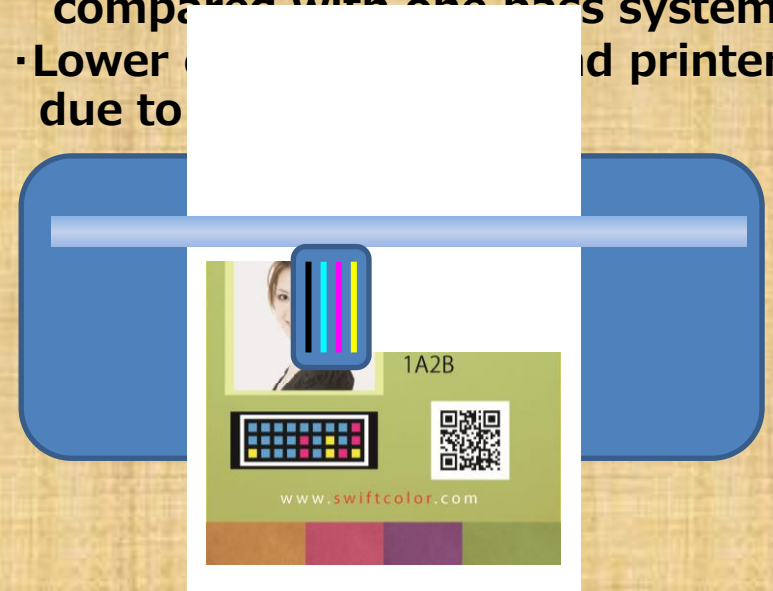 compared with one pass system
・Lower d printer
due to
1A2B
www.swiftcolor.com